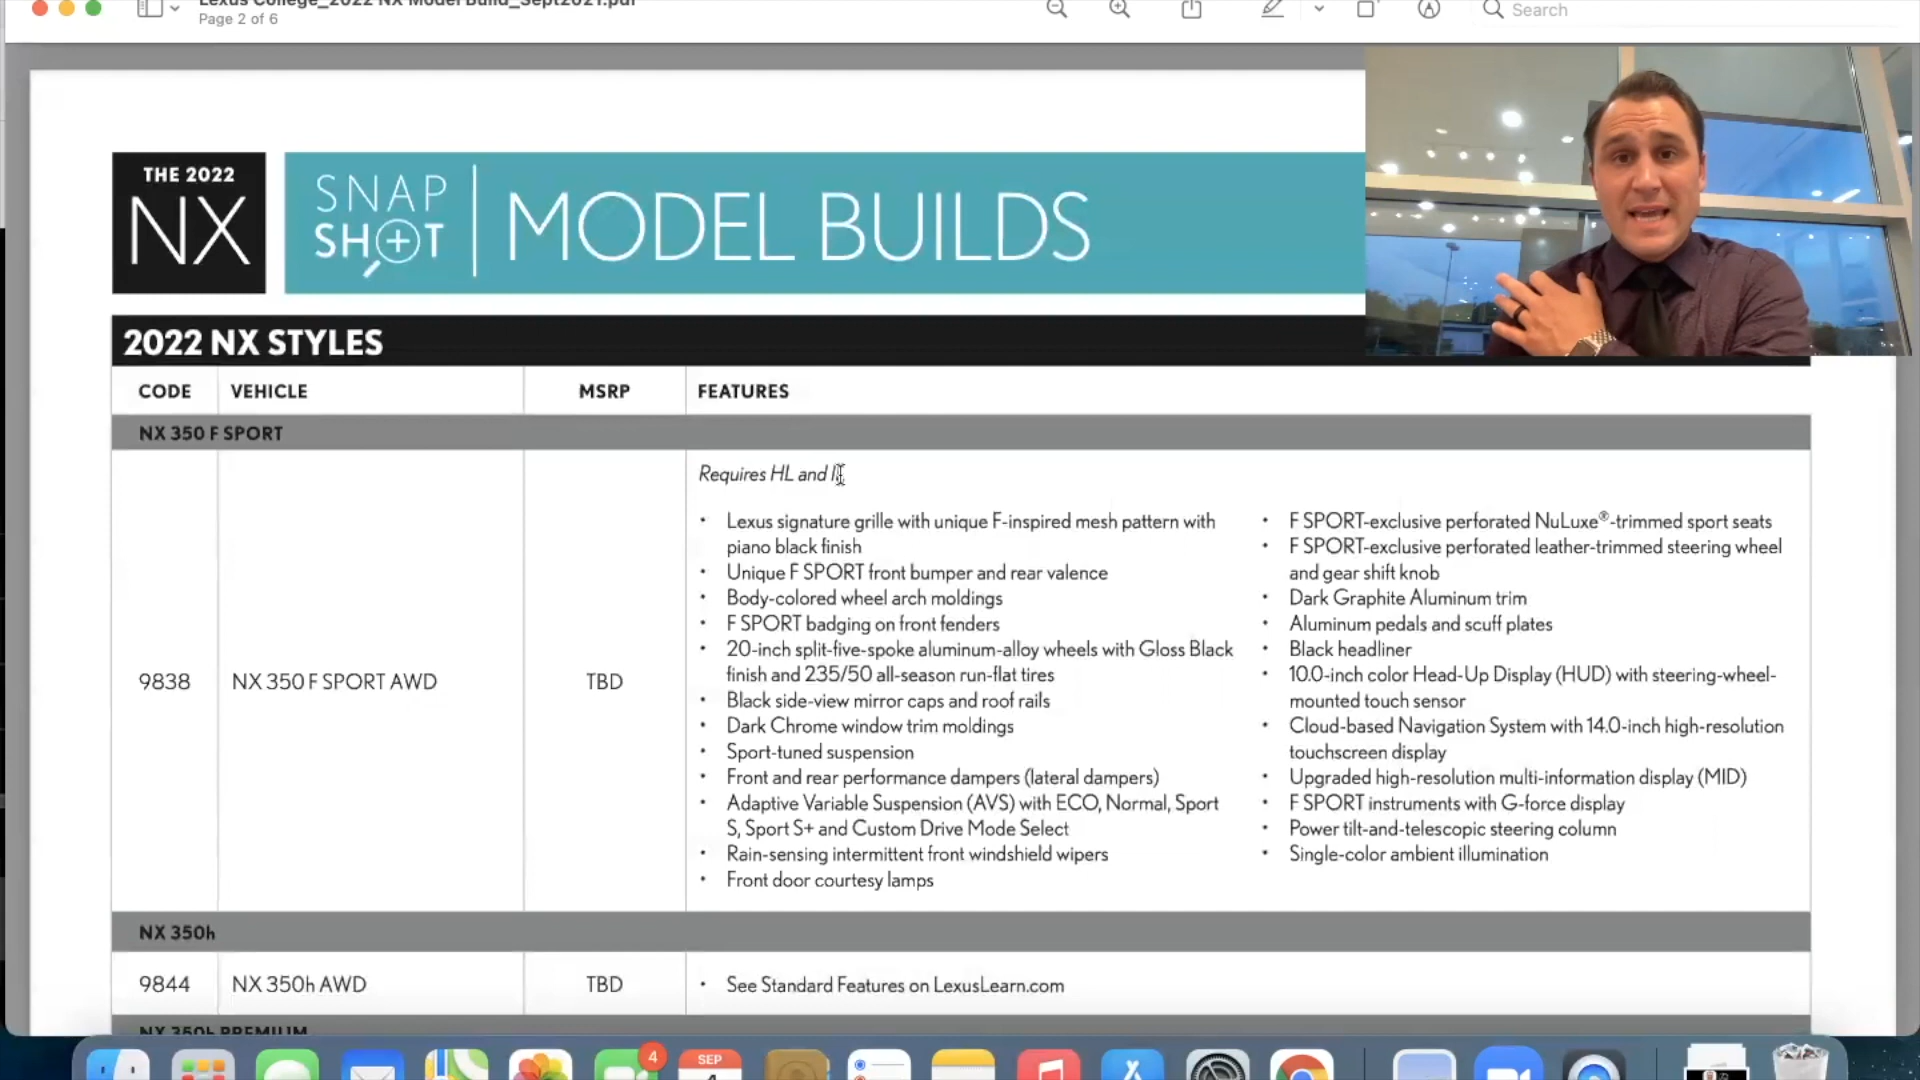 Page 2 of 6
Search
THE 2022
NX
SNAP
SHOT
MODEL BUILDS
2022 NX STYLES
CODE VEHICLE MSRP FEATURES
NX 350 F SPORT
Requires HL and
9838 NX 350 F SPORT AWD TBD
• Lexus signature grille with unique F-inspired mesh pattern with
piano black finish
• Unique F SPORT front bumper and rear valence
• Body-colored wheel arch moldings
• F SPORT badging on front fenders
• 20-inch split-five-spoke aluminum-alloy wheels with Gloss Black
finish and 235/50 all-season run-flat tires
• Black side-view mirror caps and roof rails
• Dark Chrome window trim moldings
• Sport-tuned suspension
• Front and rear performance dampers (lateral dampers)
• Adaptive Variable Suspension (AVS) with ECO, Normal, Sport
S, Sport S+ and Custom Drive Mode Select
• Rain-sensing intermittent front windshield wipers
• Front door courtesy lamps
• F SPORT-exclusive perforated NuLuxe®-trimmed sport seats
• F SPORT-exclusive perforated leather-trimmed steering wheel
and gear shift knob
• Dark Graphite Aluminum trim
• Aluminum pedals and scuff plates
• Black headliner
• 10.0-inch color Head-Up Display (HUD) with steering-wheel-
mounted touch sensor
• Cloud-based Navigation System with 14.0-inch high-resolution
touchscreen display
• Upgraded high-resolution multi-information display (MID)
• F SPORT instruments with G-force display
• Power tilt-and-telescopic steering column
• Single-color ambient illumination
NX 350h
9844 NX 350h AWD TBD • See Standard Features on LexusLearn.com
NX 350h PREMIUM
4
SEP